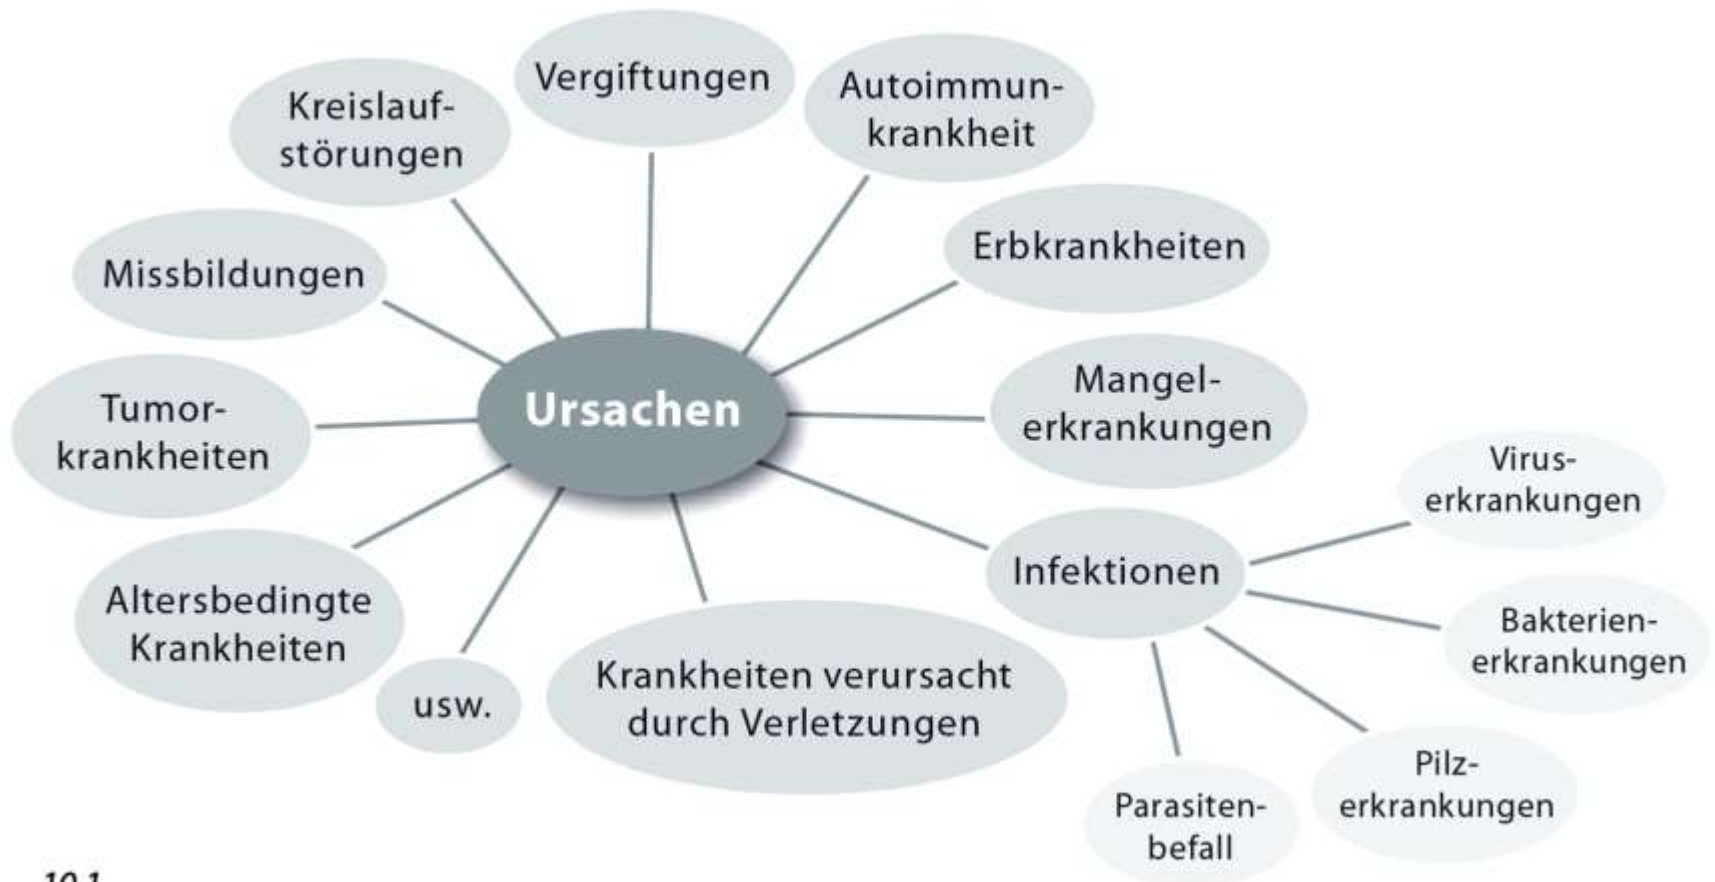 Vergiftungen
Autoimmun-
krankheit
Kreislauf-
störungen
Erbkrankheiten
Missbildungen
Mangel-
erkrankungen
Ursachen
Tumor-
krankheiten
Virus-
erkrankungen
Infektionen
Altersbedingte
Krankheiten
Bakterien-
erkrankungen
Krankheiten verursacht
durch Verletzungen
usw.
Pilz-
erkrankungen
Parasiten-
befall